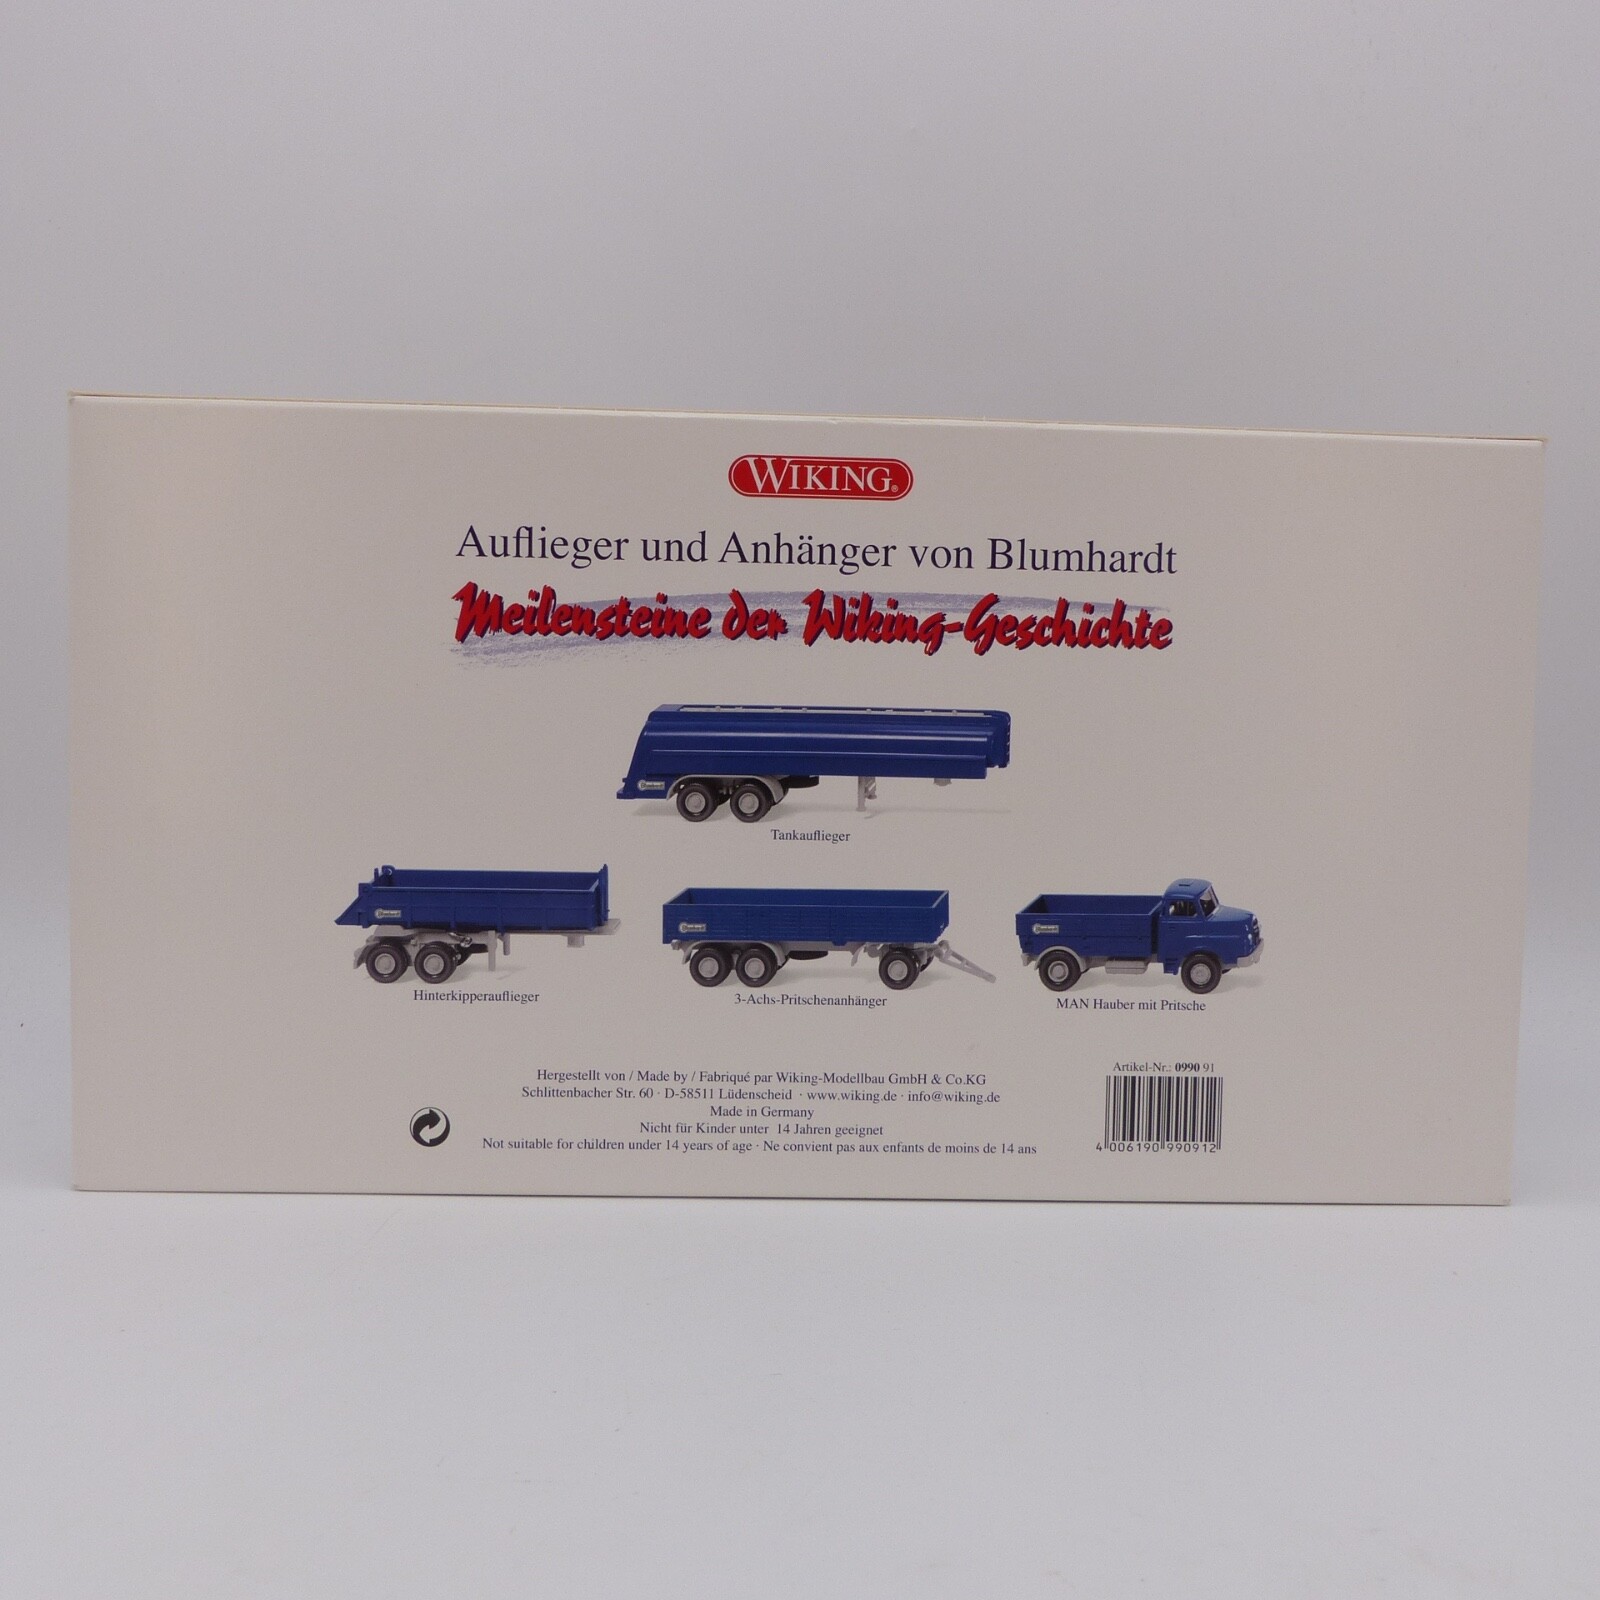 WIKING®
Auflieger und Anhänger von Blumhardt
Meilensteine der Wiking-Geschichte
Tankauflieger
Hinterkipperauflieger
3-Achs-Pritschenanhänger
MAN Hauber mit Pritsche
Hergestellt von / Made by / Fabriqué par Wiking-Modellbau GmbH & Co.KG
Schlittenbacher Str. 60 · D-58511 Lüdenscheid · www.wiking.de · info@wiking.de
Made in Germany
Nicht für Kinder unter 14 Jahren geeignet
Not suitable for children under 14 years of age · Ne convient pas aux enfants de moins de 14 ans
Artikel-Nr.: 0990 91
4 006190 990912